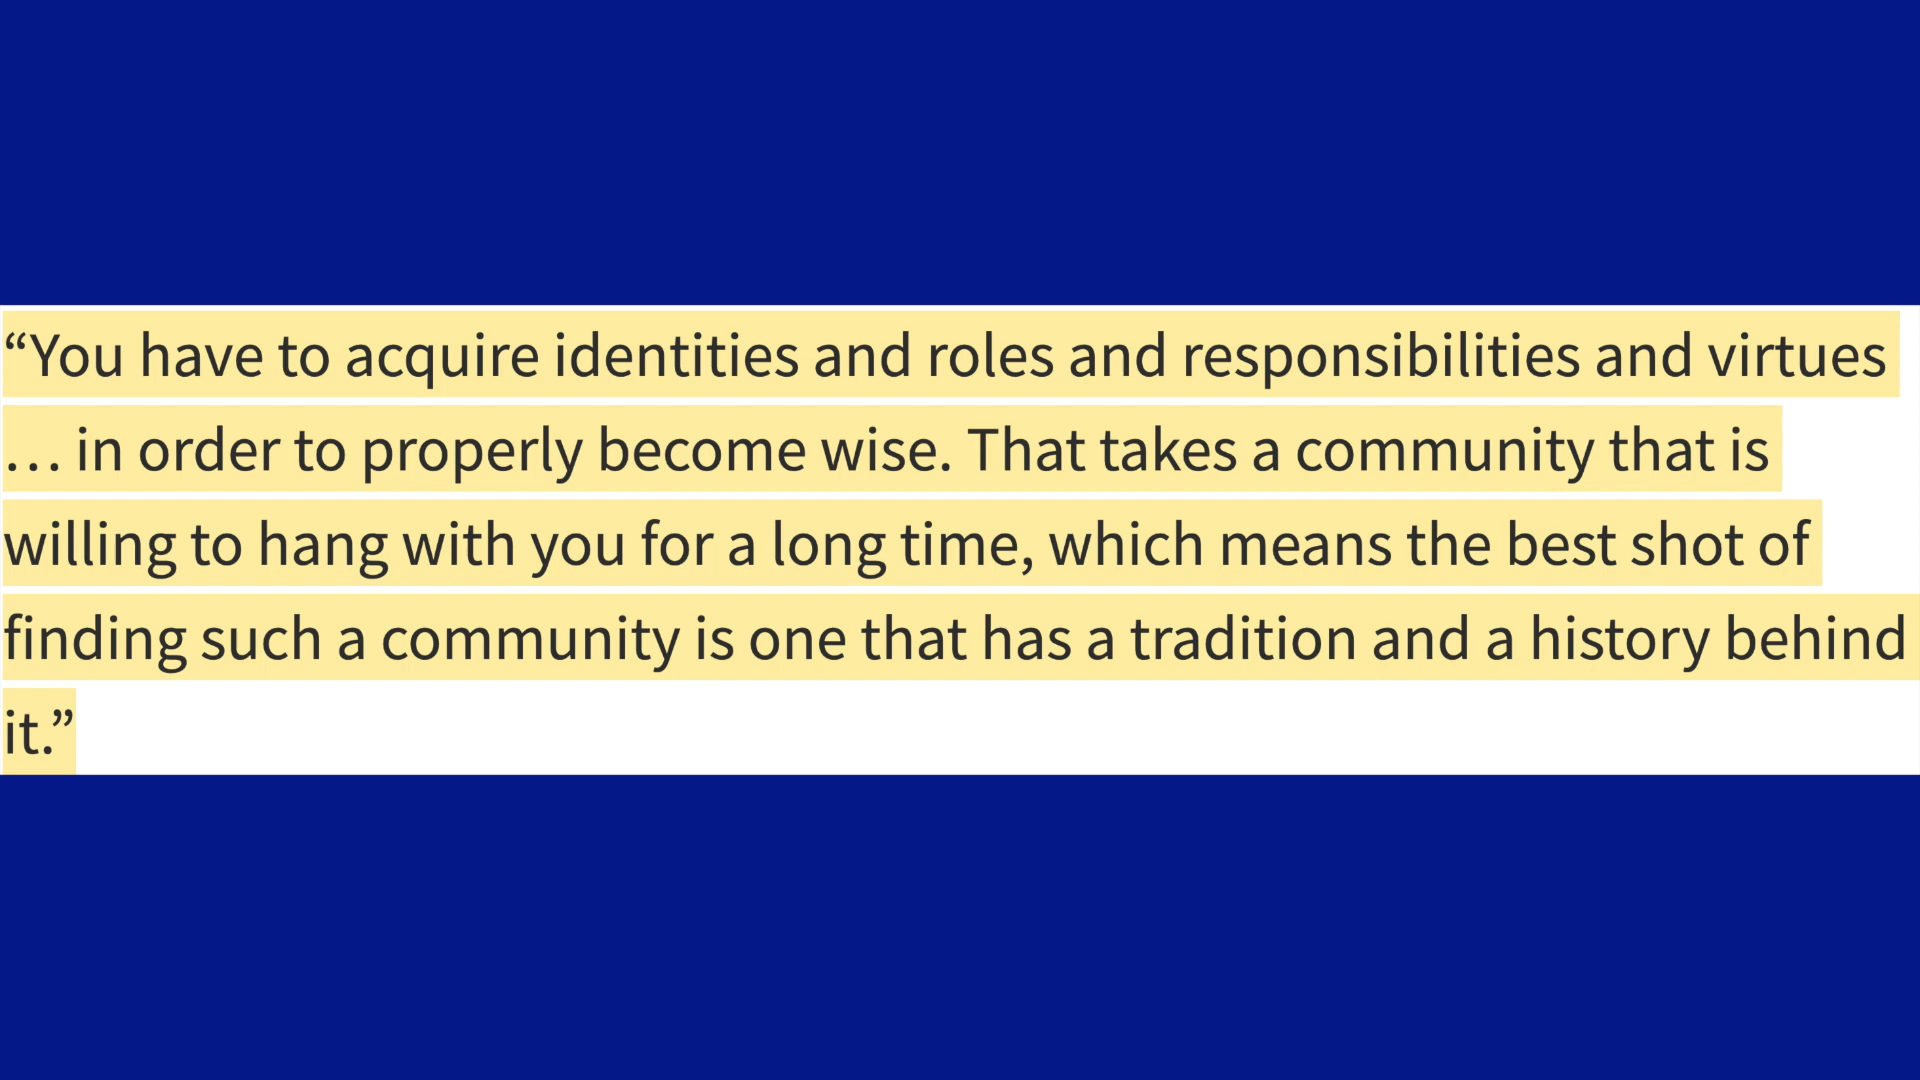 “You have to acquire identities and roles and responsibilities and virtues
… in order to properly become wise. That takes a community that is
willing to hang with you for a long time, which means the best shot of
finding such a community is one that has a tradition and a history behind
it.”